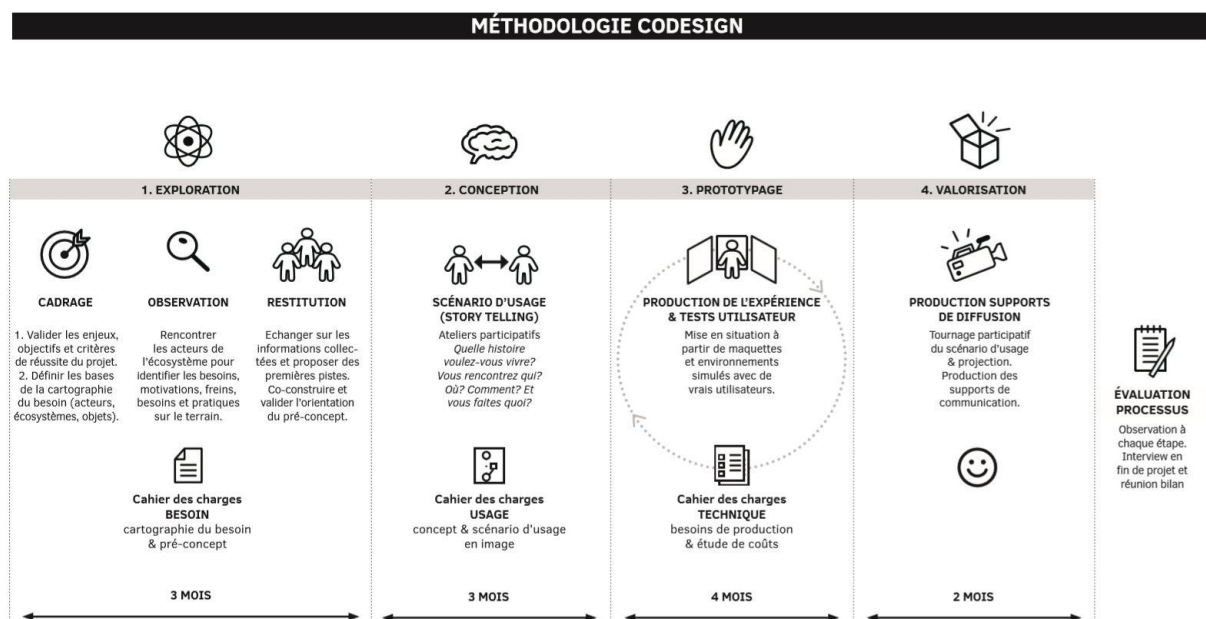 MÉTHODOLOGIE CODESIGN
1. EXPLORATION
CADRAGE
1. Valider les enjeux,
objectifs et critères
de réussite du projet.
2. Définir les bases
de la cartographie
du besoin (acteurs,
écosystèmes, objets).
OBSERVATION
Rencontrer
les acteurs de
l'écosystème pour
identifier les besoins,
motivations, freins,
besoins et pratiques
sur le terrain.
RESTITUTION
Echanger sur les
informations collec-
tées et proposer des
premières pistes.
Co-construire et
valider l'orientation
du pré-concept.
Cahier des charges
BESOIN
cartographie du besoin
& pré-concept
3 MOIS
2. CONCEPTION
SCÉNARIO D'USAGE
(STORY TELLING)
Ateliers participatifs
Quelle histoire
voulez-vous vivre?
Vous rencontrez qui?
Où? Comment? Et
vous faites quoi?
Cahier des charges
USAGE
concept & scénario d'usage
en image
3 MOIS
3. PROTOTYPAGE
PRODUCTION DE L'EXPÉRIENCE
& TESTS UTILISATEUR
Mise en situation à
partir de maquettes
et environnements
simulés avec de
vrais utilisateurs.
Cahier des charges
TECHNIQUE
besoins de production
& étude de coûts
4 MOIS
4. VALORISATION
PRODUCTION SUPPORTS
DE DIFFUSION
Tournage participatif
du scénario d'usage
& projection.
Production des
supports de
communication.
2 MOIS
ÉVALUATION
PROCESSUS
Observation à
chaque étape.
Interview en
fin de projet et
réunion bilan